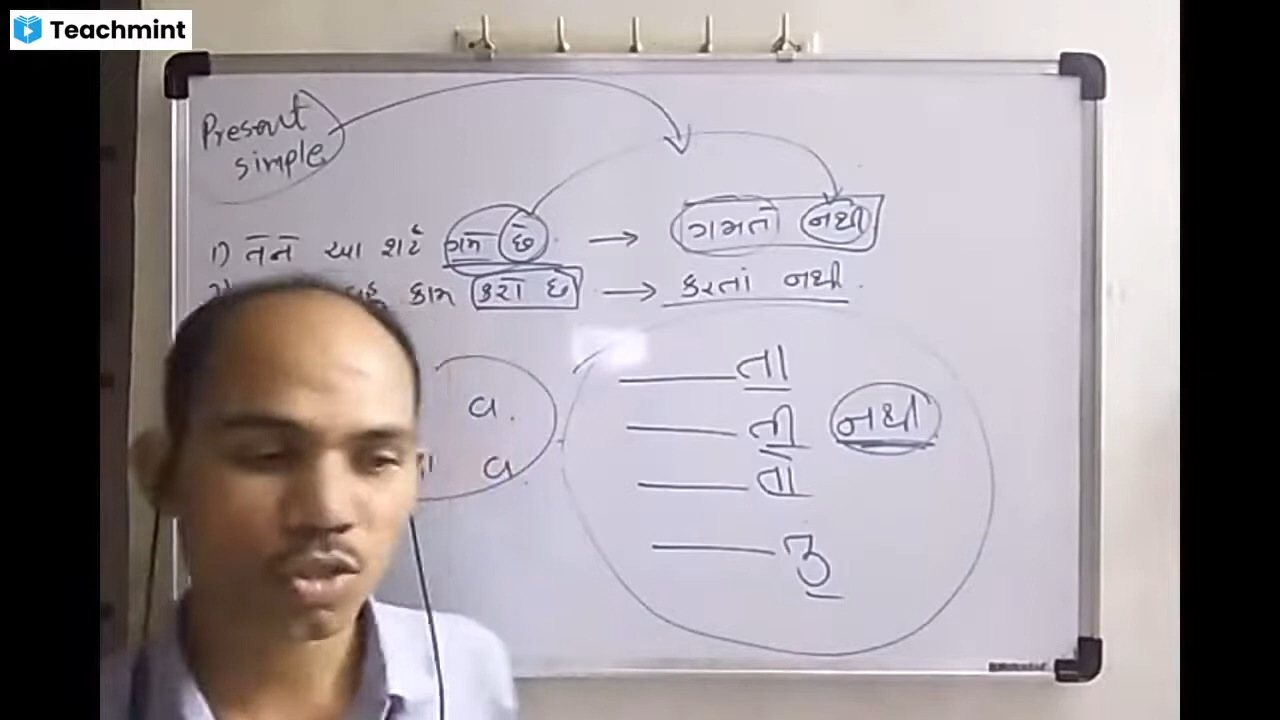 Teachmint
Present
simple
1) તને આ શર્ટ ગમે છે → ગમતો નથી
કામ કરો છો → કરતાં નથી.
વ.
વ
તા
તી નથી
તો
તુ